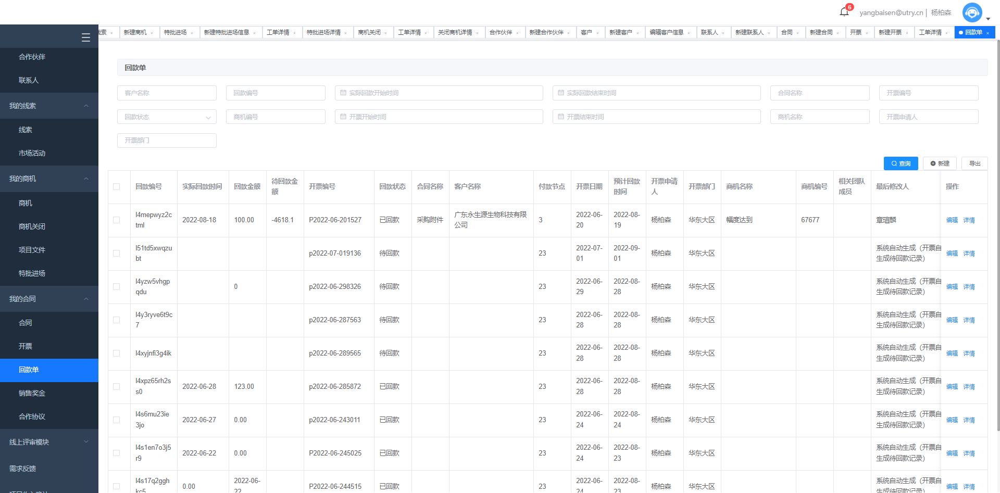 6
yangbaisen@utry.cn | 杨柏森
线索 × 新建商机 × 特批进场 × 新建特批进场信息 × 工单详情 × 特批进场详情 × 商机关闭 × 工单详情 × 关闭商机详情 × 合作伙伴 × 新建合作伙伴 × 客户 × 新建客户 × 编辑客户信息 × 联系人 × 新建联系人 × 合同 × 新建合同 × 开票 × 新建开票 × 工单详情 × 回款单 ×
合作伙伴
联系人
我的线索
线索
市场活动
我的商机
商机
商机关闭
项目文件
特批进场
我的合同
合同
开票
回款单
销售奖金
合作协议
线上评审模块
需求反馈
回款单
客户名称 回款编号 实际回款开始时间 实际回款结束时间 合同名称 开票编号
回款状态 商机编号 开票开始时间 开票结束时间 商机名称 开票申请人
开票部门
查询 新建 导出
回款编号 实际回款时间 回款金额 待回款金额 开票编号 回款状态 合同名称 客户名称 付款节点 开票日期 预计回款时间 开票申请人 开票部门 商机名称 商机编号 相关团队成员 最后修改人 操作
l4mepwyz2ctml 2022-08-18 100.00 -4618.1 P2022-06-201527 已回款 采购附件 广东永生源生物科技有限公司 3 2022-06-20 2022-08-19 杨柏森 华东大区 幅度达到 67677 章瑄麟 编辑 详情
l51td5xwqzubt p2022-07-019136 待回款 23 2022-07-01 2022-09-01 杨柏森 华东大区 系统自动生成（开票自生成待回款记录） 编辑 详情
l4yzw5vhgpqdu 0 p2022-06-298326 待回款 23 2022-06-29 2022-08-28 杨柏森 华东大区 系统自动生成（开票自生成待回款记录） 编辑 详情
l4y3ryve6t9c7 p2022-06-287563 待回款 23 2022-06-28 2022-08-28 杨柏森 华东大区 系统自动生成（开票自生成待回款记录） 编辑 详情
l4xyjnfi3g4ik p2022-06-289565 待回款 23 2022-06-28 2022-08-28 杨柏森 华东大区 系统自动生成（开票自生成待回款记录） 编辑 详情
l4xpz65rh2ss0 2022-06-28 123.00 p2022-06-285872 已回款 23 2022-06-28 2022-08-28 杨柏森 华东大区 系统自动生成（开票自生成待回款记录） 编辑 详情
l4s6mu23ie3jo 2022-06-27 0.00 p2022-06-243011 已回款 23 2022-06-24 2022-08-24 杨柏森 华东大区 系统自动生成（开票自生成待回款记录） 编辑 详情
l4s1en7o3j5r9 2022-06-22 0.00 P2022-06-245025 已回款 23 2022-06-24 2022-08-23 杨柏森 华东大区 系统自动生成（开票自生成待回款记录） 编辑 详情
l4s17q2gghkc5 0.00 2022-06-22 P2022-06-244515 已回款 23 2022-06-24 2022-08-23 杨柏森 华东大区 系统自动生成（开票自生成待回款记录） 编辑 详情